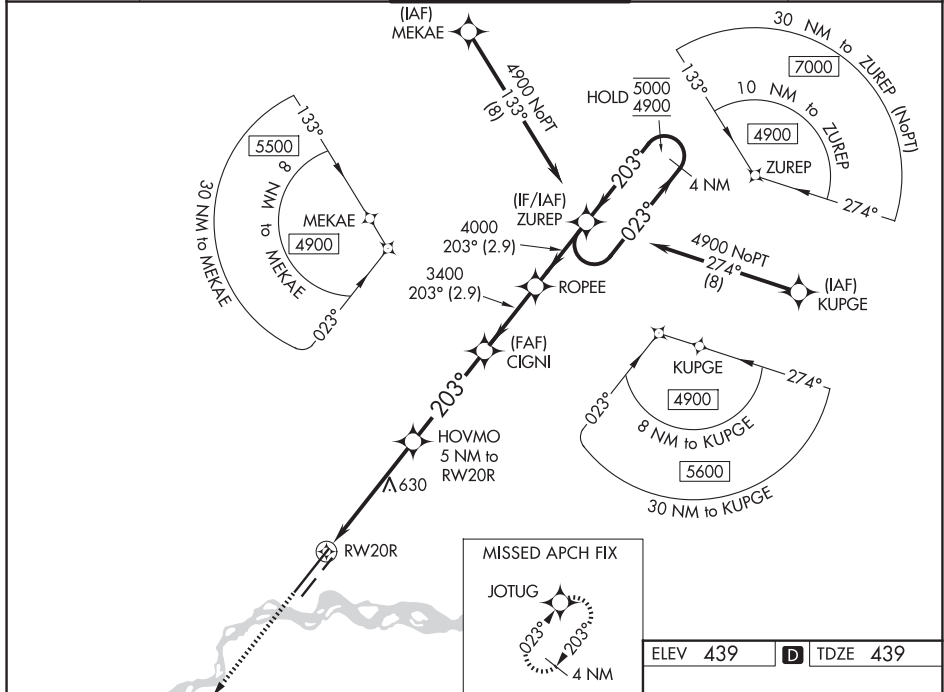 (IAF)
MEKAE
4900 NoPT
133°
(8)
HOLD 5000
4900
30 NM to ZUREP (NoPT)
7000
133°
10 NM to ZUREP
4900
ZUREP
274°
133°
5500
8 NM to MEKAE
30 NM to MEKAE
MEKAE
4900
023°
203°
4 NM
023°
(IF/IAF)
ZUREP
4000
203° (2.9)
3400
203° (2.9)
ROPEE
4900 NoPT
274°
(8)
(IAF)
KUPGE
(FAF)
CIGNI
203°
KUPGE
274°
023°
4900
8 NM to KUPGE
5600
30 NM to KUPGE
HOVMO
5 NM to
RW20R
630
RW20R
MISSED APCH FIX
JOTUG
023°
203°
4 NM
ELEV 439 D TDZE 439